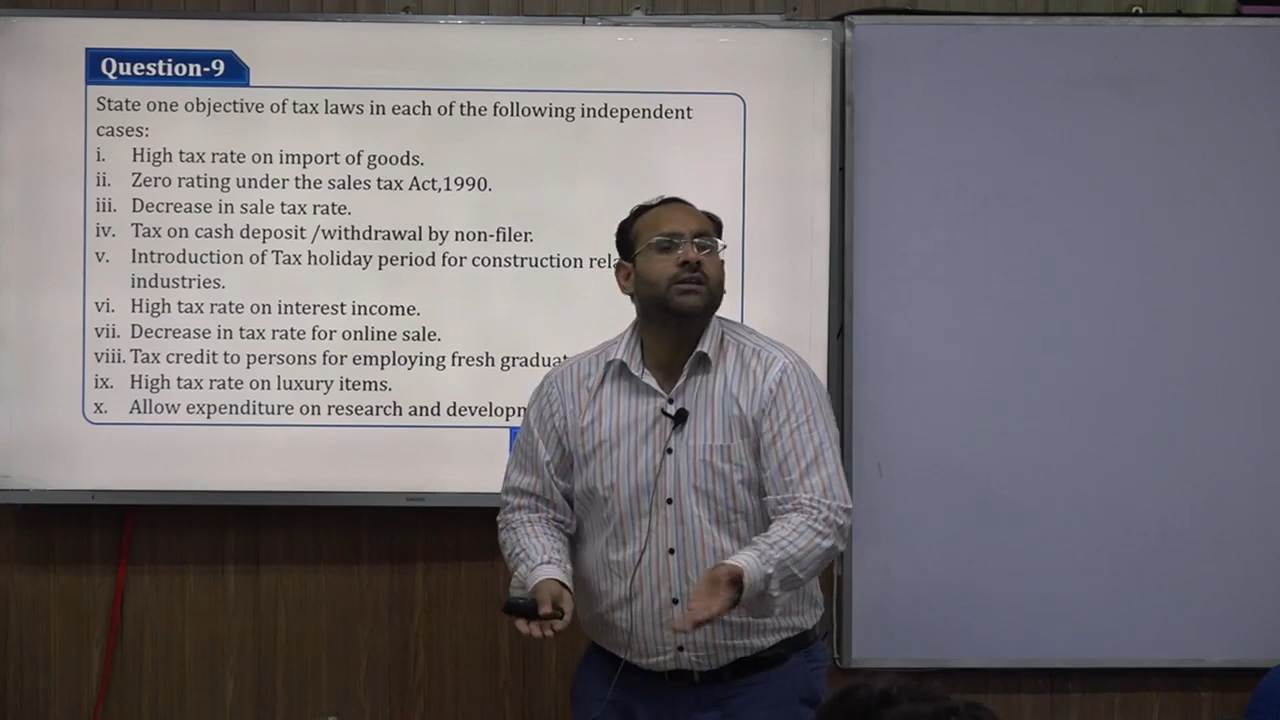 Question-9
State one objective of tax laws in each of the following independent
cases:
i. High tax rate on import of goods.
ii. Zero rating under the sales tax Act,1990.
iii. Decrease in sale tax rate.
iv. Tax on cash deposit /withdrawal by non-filer.
v. Introduction of Tax holiday period for construction
industries.
vi. High tax rate on interest income.
vii. Decrease in tax rate for online sale.
viii. Tax credit to persons for employing fresh
ix. High tax rate on luxury items.
x. Allow expenditure on research and